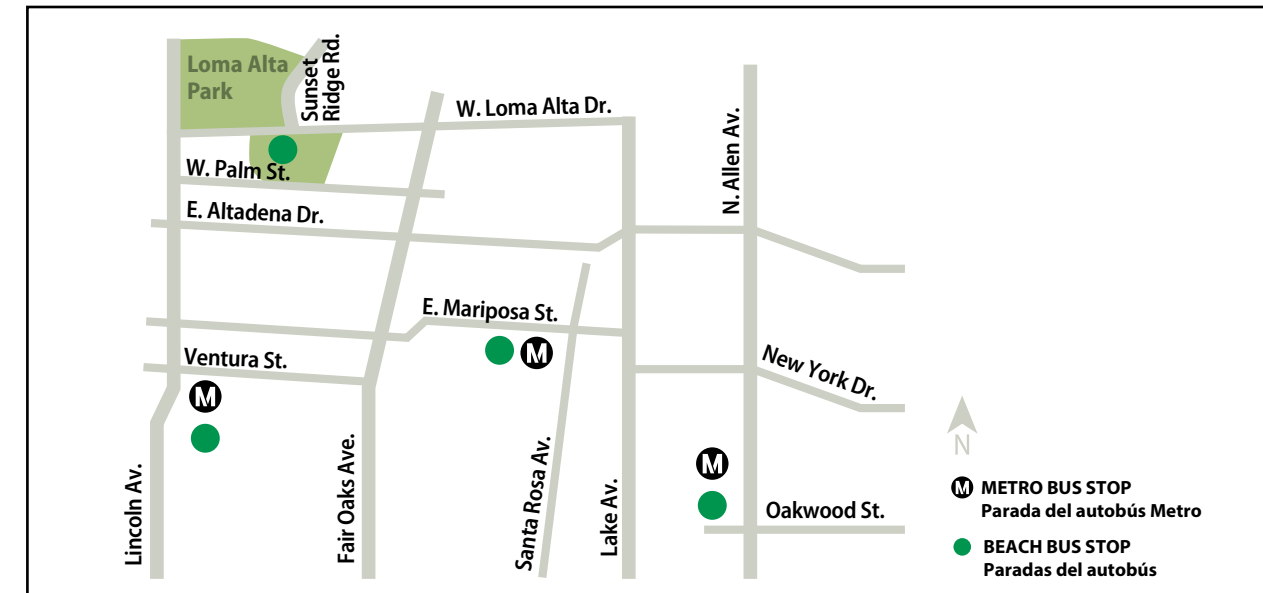 Loma Alta
Park
Sunset
Ridge Rd.
W. Loma Alta Dr.
N. Allen Av.
W. Palm St.
E. Altadena Dr.
E. Mariposa St.
Ventura St.
New York Dr.
M
M
M
Lincoln Av.
Fair Oaks Ave.
Santa Rosa Av.
Lake Av.
Oakwood St.
N
M METRO BUS STOP
Parada del autobús Metro
BEACH BUS STOP
Paradas del autobús